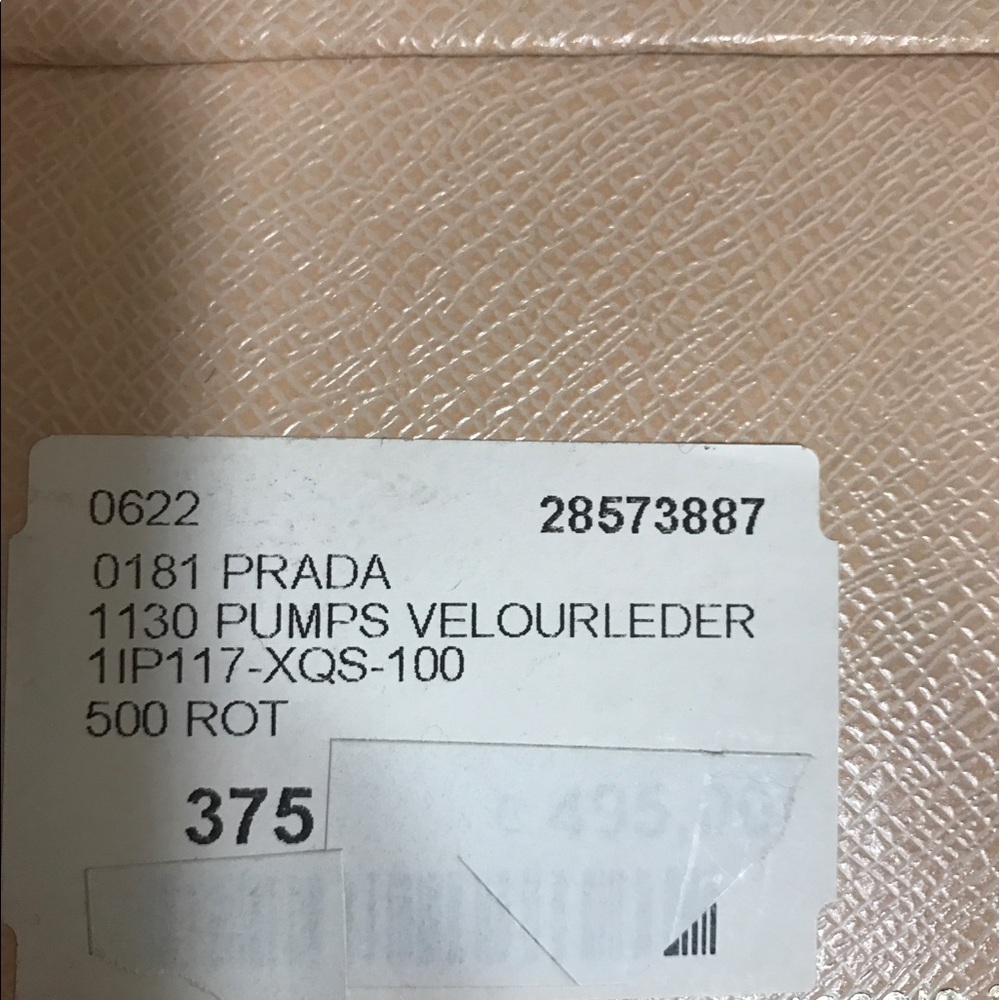 0622 28573887
0181 PRADA
1130 PUMPS VELOURLEDER
1IP117-XQS-100
500 ROT
375